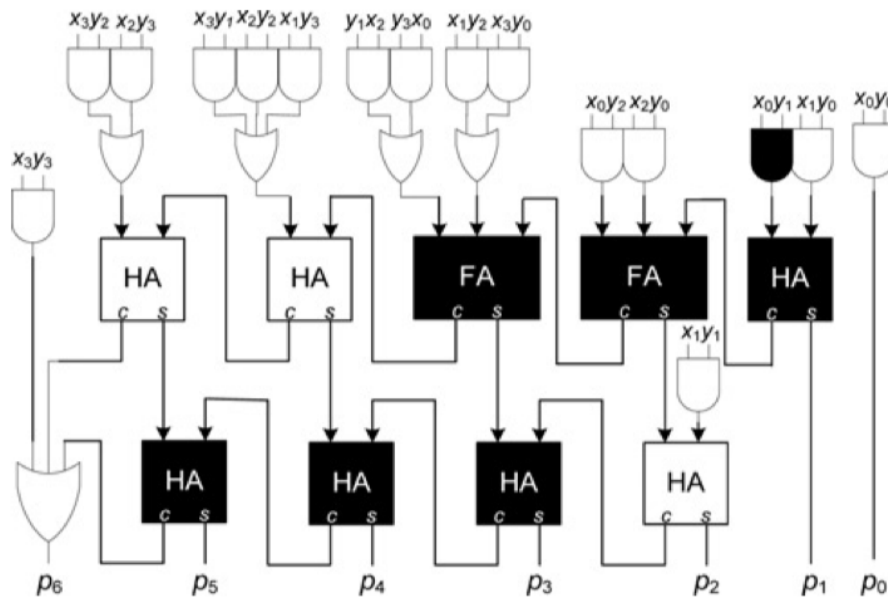 x₃y₂ x₂y₃ x₃y₁ x₂y₂ x₁y₃ y₁x₂ y₃x₀ x₁y₂ x₃y₀
x₀y₂ x₂y₀ x₀y₁ x₁y₀ x₀y₀
x₃y₃
HA HA FA FA HA
c s c s c s c s c s
x₁y₁
HA HA HA HA
c s c s c s c s
p₆ p₅ p₄ p₃ p₂ p₁ p₀